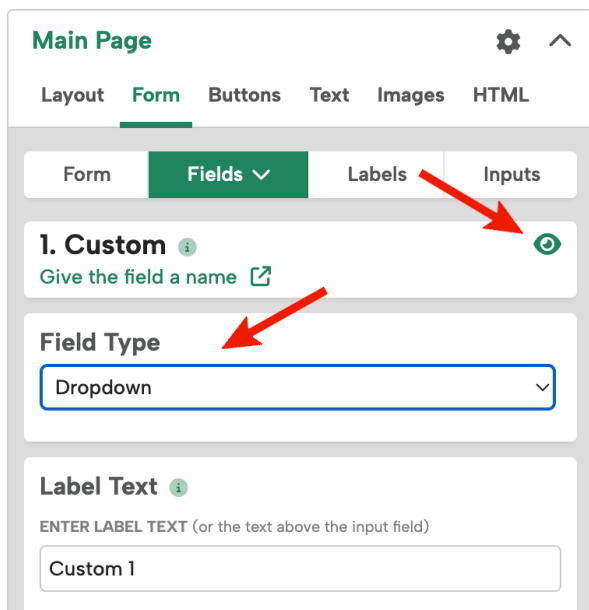 Main Page
Layout Form Buttons Text Images HTML
Form Fields Labels Inputs
1. Custom i
Give the field a name
Field Type
Dropdown
Label Text i
ENTER LABEL TEXT (or the text above the input field)
Custom 1